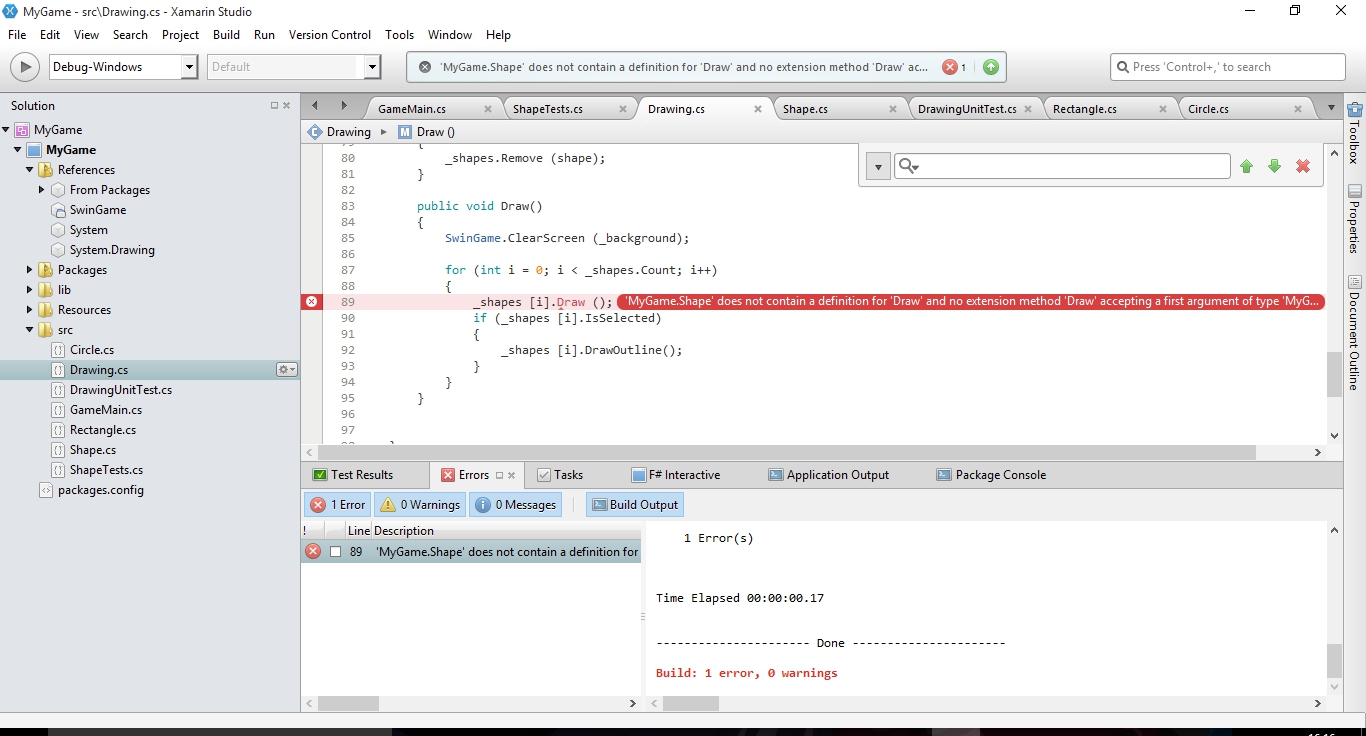 MyGame - src\Drawing.cs - Xamarin Studio
File Edit View Search Project Build Run Version Control Tools Window Help
Debug-Windows Default 'MyGame.Shape' does not contain a definition for 'Draw' and no extension method 'Draw' ac... 1 Press 'Control+,' to search
Solution
MyGame
MyGame
References
From Packages
SwinGame
System
System.Drawing
Packages
lib
Resources
src
Circle.cs
Drawing.cs
DrawingUnitTest.cs
GameMain.cs
Rectangle.cs
Shape.cs
ShapeTests.cs
packages.config
GameMain.cs ShapeTests.cs Drawing.cs Shape.cs DrawingUnitTest.cs Rectangle.cs Circle.cs
Drawing M Draw ()
{
80 _shapes.Remove (shape);
81 }
82
83 public void Draw()
84 {
85 SwinGame.ClearScreen (_background);
86
87 for (int i = 0; i < _shapes.Count; i++)
88 {
89 _shapes [i].Draw (); 'MyGame.Shape' does not contain a definition for 'Draw' and no extension method 'Draw' accepting a first argument of type 'MyG...
90 if (_shapes [i].IsSelected)
91 {
92 _shapes [i].DrawOutline();
93 }
94 }
95 }
96
97
Toolbox
Properties
Document Outline
Test Results Errors Tasks F# Interactive Application Output Package Console
1 Error 0 Warnings 0 Messages Build Output
! Line Description
89 'MyGame.Shape' does not contain a definition for
1 Error(s)
Time Elapsed 00:00:00.17
---------------------- Done ----------------------
Build: 1 error, 0 warnings